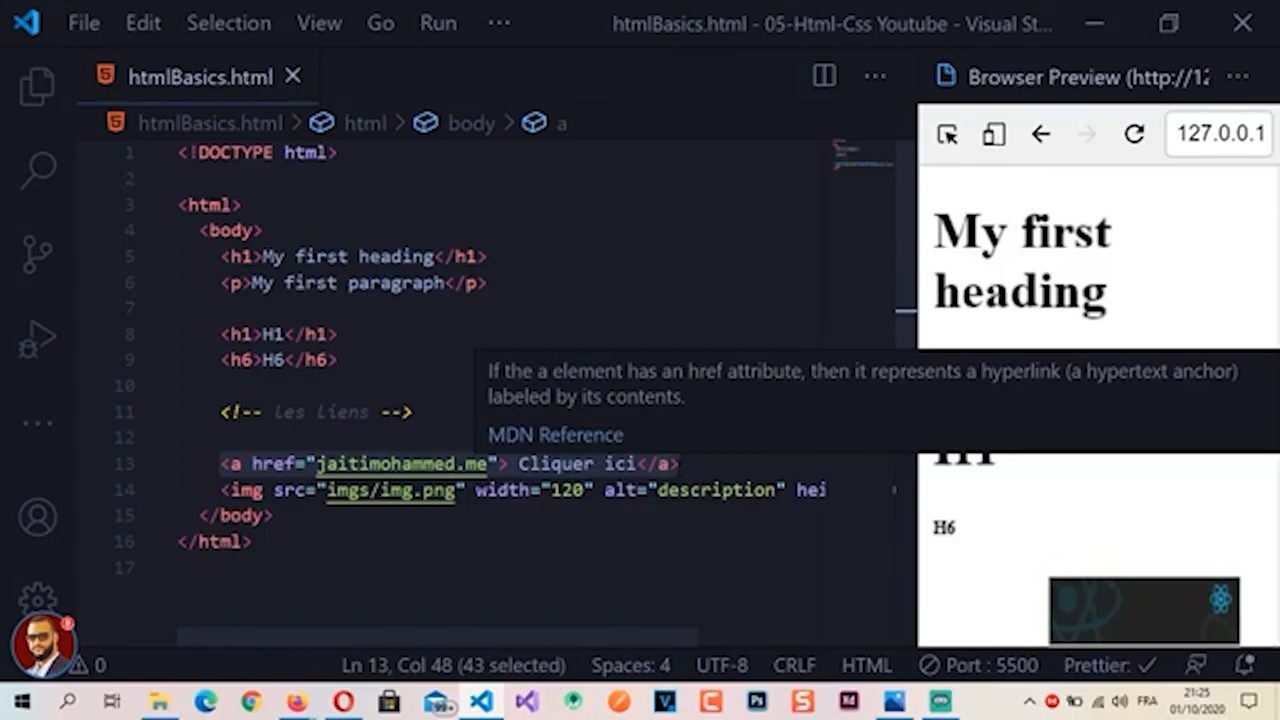 File Edit Selection View Go Run ··· htmlBasics.html - 05-Html-Css Youtube - Visual St...
htmlBasics.html
Browser Preview (http://12 ···
htmlBasics.html > html > body > a
127.0.0.1
1 <!DOCTYPE html>
2
3 <html>
4 <body>
5 <h1>My first heading</h1>
6 <p>My first paragraph</p>
7
8 <h1>H1</h1>
9 <h6>H6</h6>
10
11 <!-- les liens -->
12
13 <a href="jaitimohammed.me"> Cliquer ici</a>
14 <img src="imgs/img.png" width="120" alt="description" hei
15 </body>
16 </html>
17
If the a element has an href attribute, then it represents a hyperlink (a hypertext anchor)
labeled by its contents.
MDN Reference
My first
heading
H1
H6
0 Ln 13, Col 48 (43 selected) Spaces: 4 UTF-8 CRLF HTML Port : 5500 Prettier: ✓
99+ FRA 21:25
01/10/2020